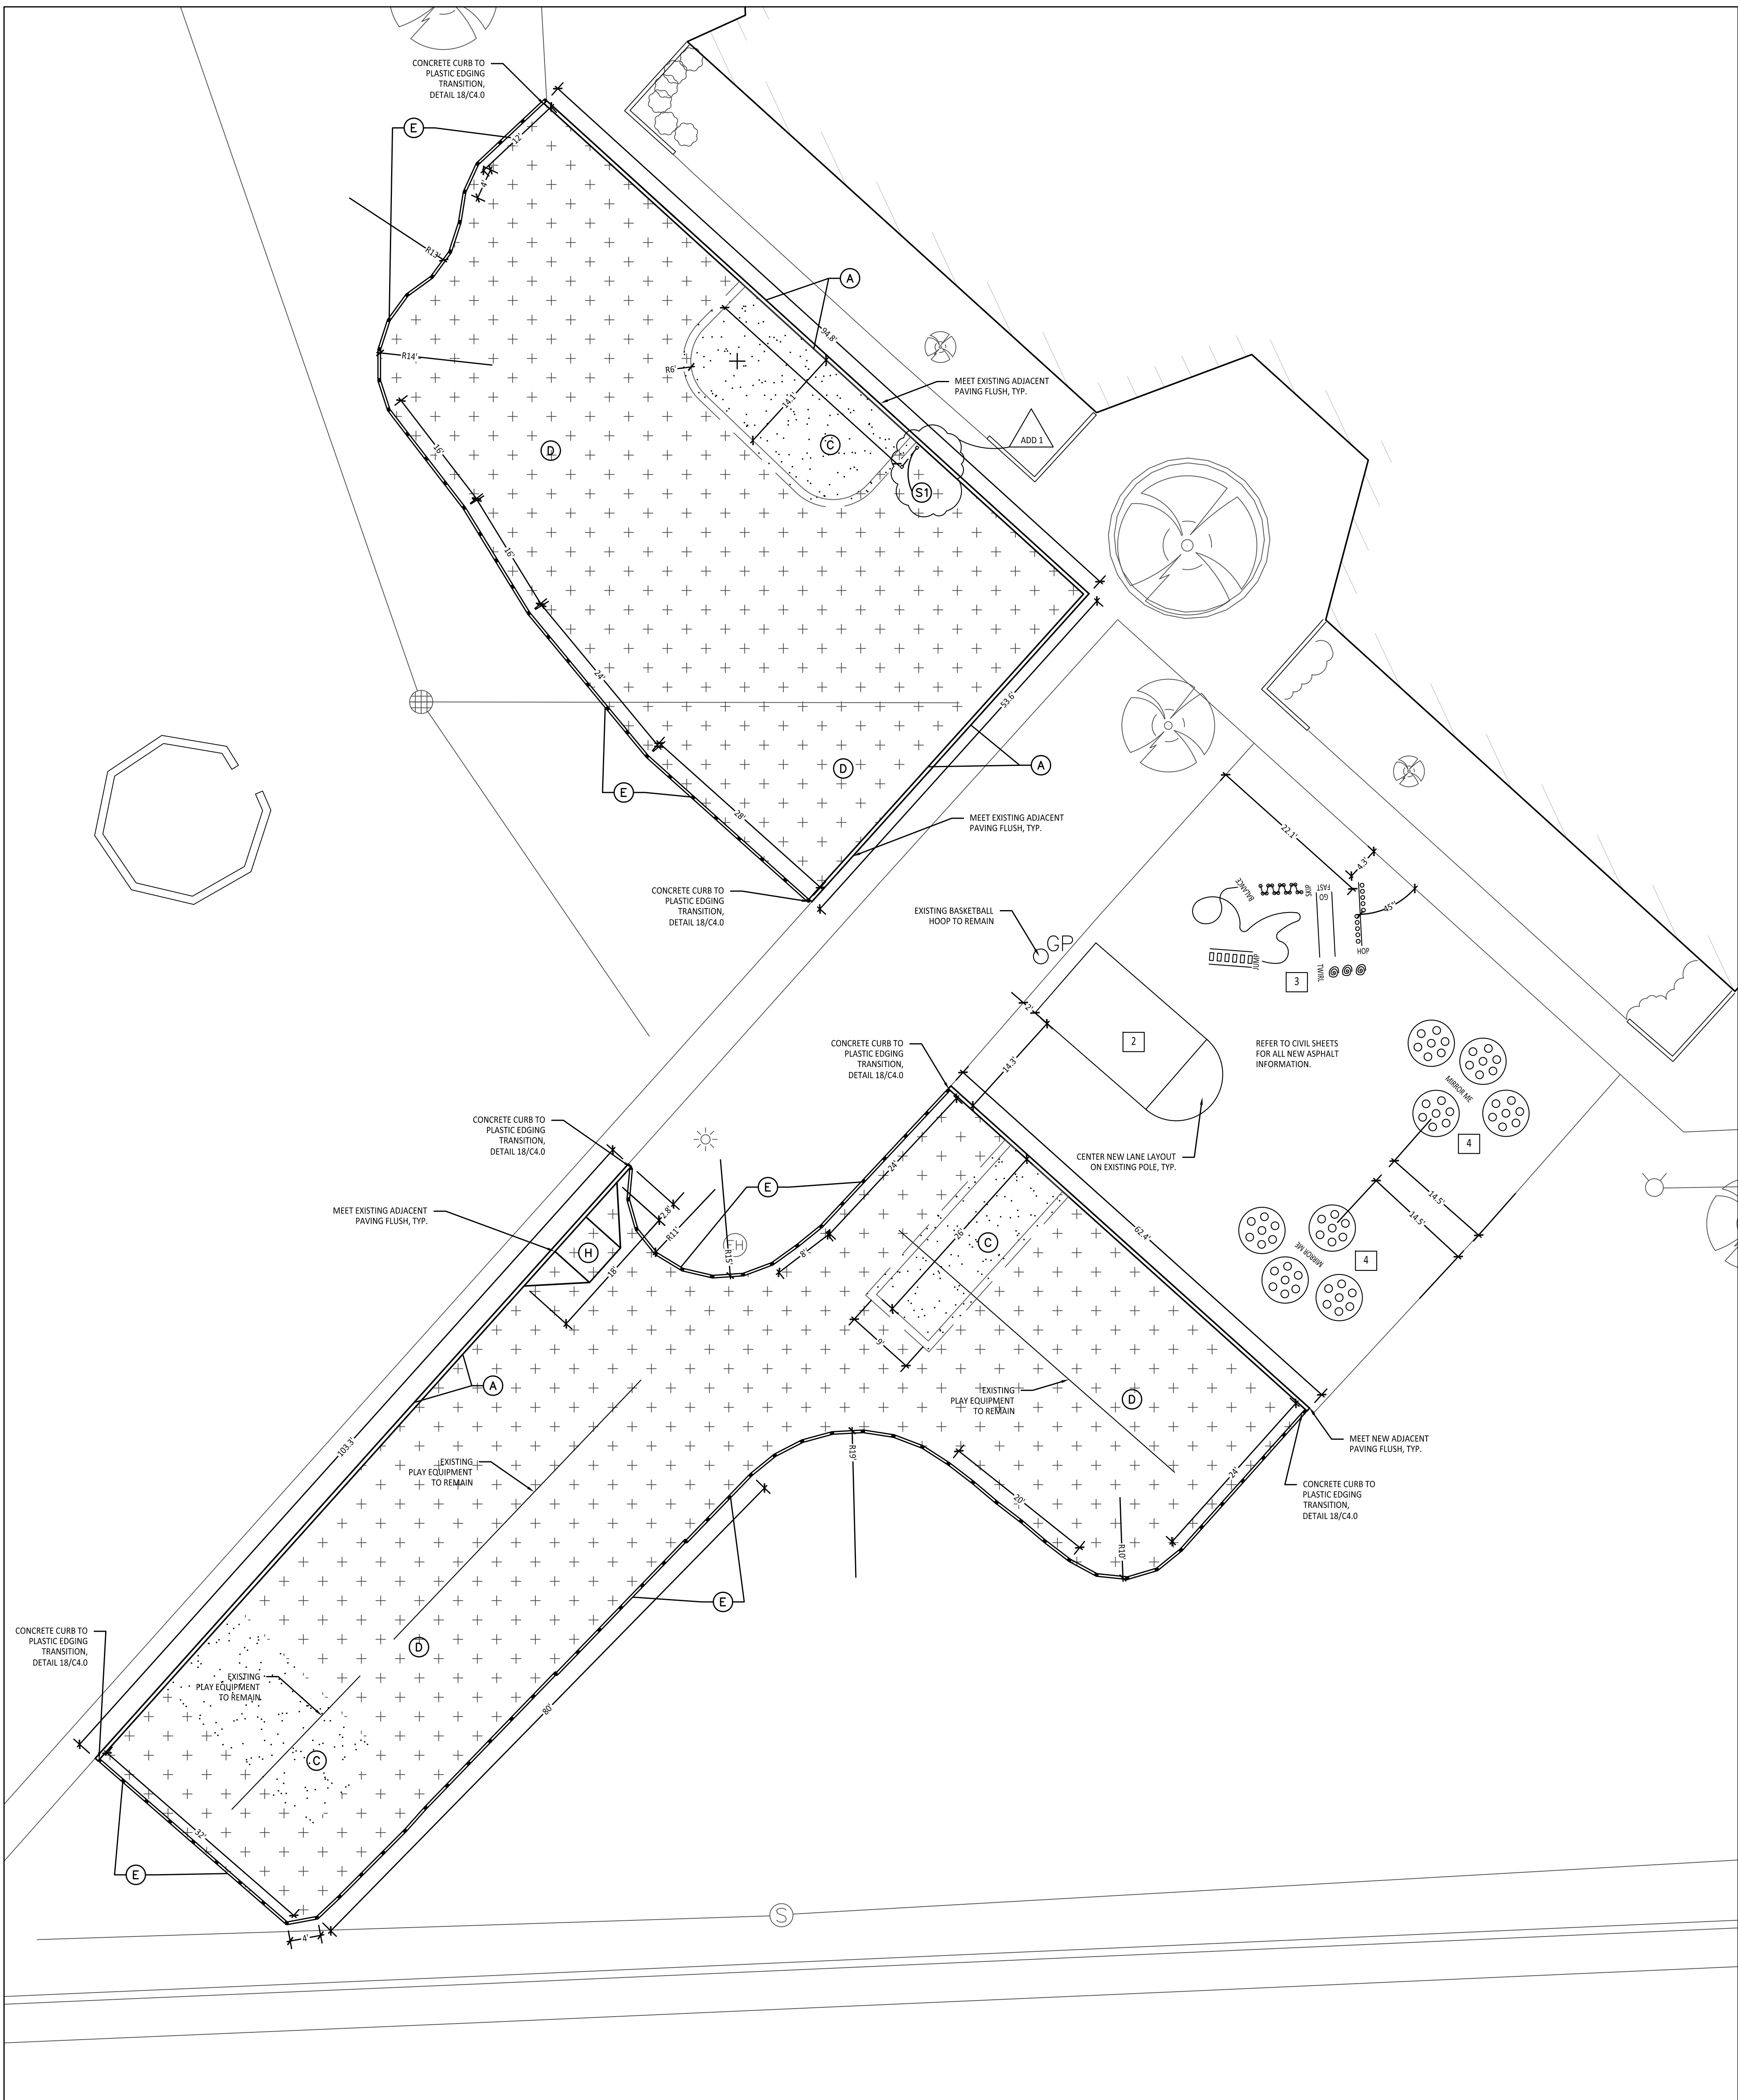 CONCRETE CURB TO
PLASTIC EDGING
TRANSITION,
DETAIL 18/C4.0
E
12'
4'
R13'
A
94.8'
R14'
R6'
14.1'
MEET EXISTING ADJACENT
PAVING FLUSH, TYP.
ADD 1
C
D
S1
16'
16'
24'
53.6'
D
A
E
28'
MEET EXISTING ADJACENT
PAVING FLUSH, TYP.
CONCRETE CURB TO
PLASTIC EDGING
TRANSITION,
DETAIL 18/C4.0
22.1'
4.3'
45°
BALANCE
SKIP
FAST
GO
HOP
JUMP
TWIRL
3
EXISTING BASKETBALL
HOOP TO REMAIN
GP
2'
14.3'
2
REFER TO CIVIL SHEETS
FOR ALL NEW ASPHALT
INFORMATION.
MIRROR ME
4
CONCRETE CURB TO
PLASTIC EDGING
TRANSITION,
DETAIL 18/C4.0
CENTER NEW LANE LAYOUT
ON EXISTING POLE, TYP.
14.5'
14.5'
MIRROR ME
4
CONCRETE CURB TO
PLASTIC EDGING
TRANSITION,
DETAIL 18/C4.0
MEET EXISTING ADJACENT
PAVING FLUSH, TYP.
E
24'
2.8'
R11'
FH
R15'
8'
H
18'
C
26'
62.4'
9'
EXISTING
PLAY EQUIPMENT
TO REMAIN
D
A
103.3'
EXISTING
PLAY EQUIPMENT
TO REMAIN
R19'
20'
24'
R10'
MEET NEW ADJACENT
PAVING FLUSH, TYP.
CONCRETE CURB TO
PLASTIC EDGING
TRANSITION,
DETAIL 18/C4.0
E
D
CONCRETE CURB TO
PLASTIC EDGING
TRANSITION,
DETAIL 18/C4.0
EXISTING
PLAY EQUIPMENT
TO REMAIN
80'
C
32'
E
S
4'